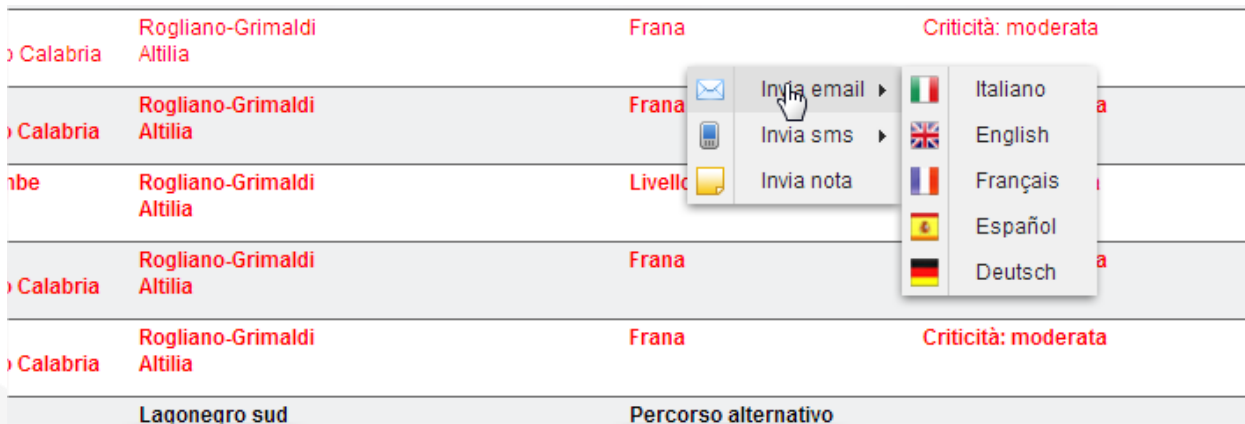 Rogliano-Grimaldi Frana Criticità: moderata
o Calabria Altilia
Invia email Italiano
Rogliano-Grimaldi Frana a
o Calabria Altilia Invia sms English
Rogliano-Grimaldi Livello Invia nota Français
Altilia
Español
Rogliano-Grimaldi Frana a
o Calabria Altilia Deutsch
Rogliano-Grimaldi Frana Criticità: moderata
o Calabria Altilia
Lagonegro sud Percorso alternativo